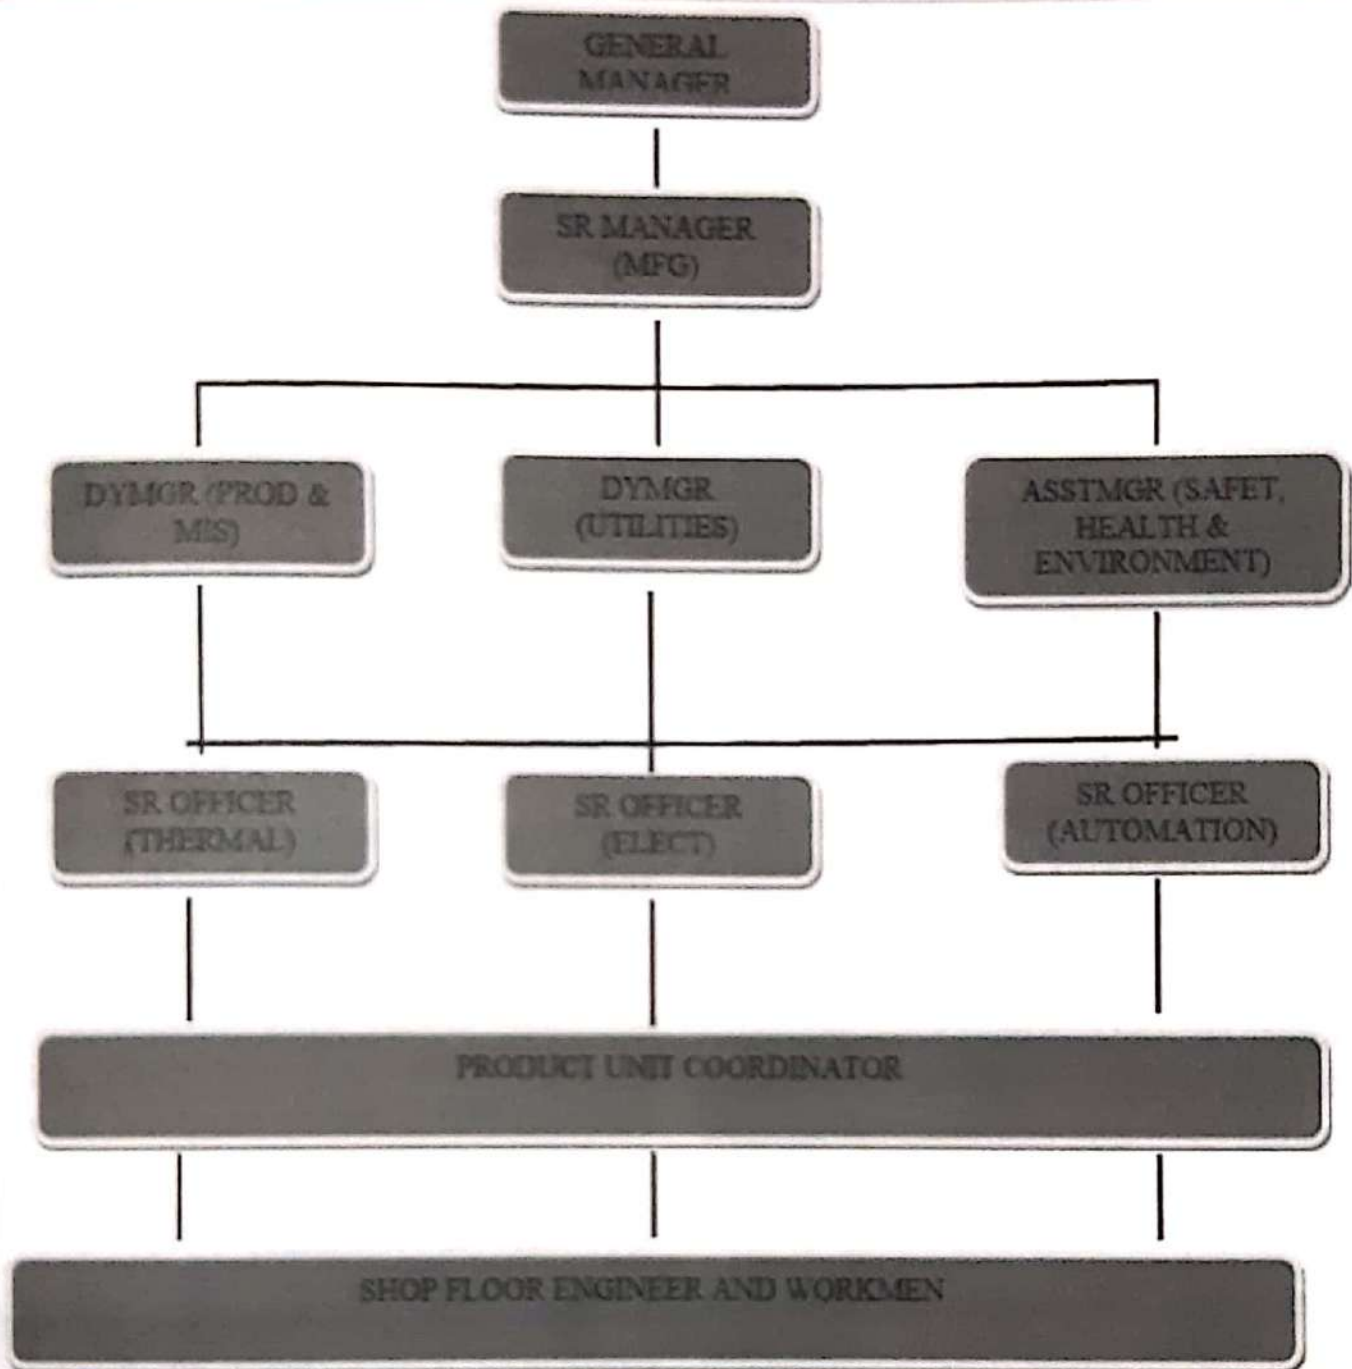 GENERAL
MANAGER
SR MANAGER
(MFG)
DYMGR (PROD &
MIS)
DYMGR
(UTILITIES)
ASSTMGR (SAFET,
HEALTH &
ENVIRONMENT)
SR OFFICER
(THERMAL)
SR OFFICER
(ELECT)
SR OFFICER
(AUTOMATION)
PRODUCT UNIT COORDINATOR
SHOP FLOOR ENGINEER AND WORKMEN